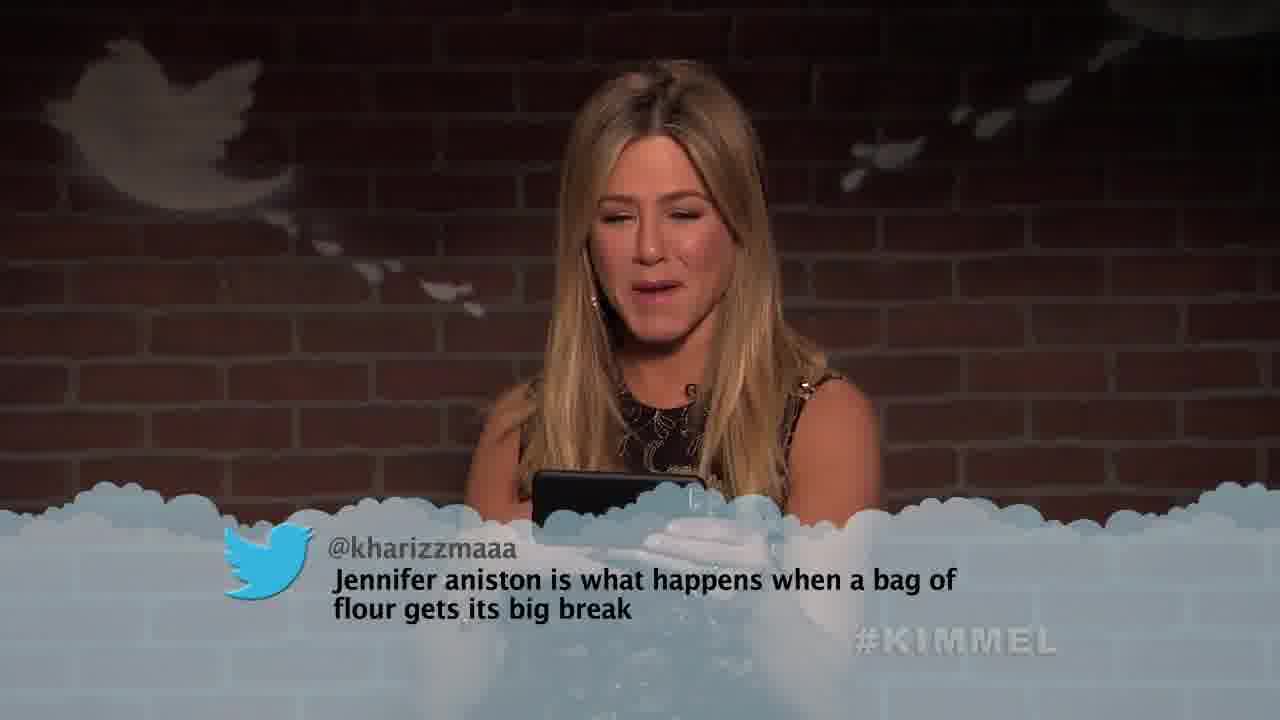 @kharizzmaaa
Jennifer aniston is what happens when a bag of
flour gets its big break
#KIMMEL